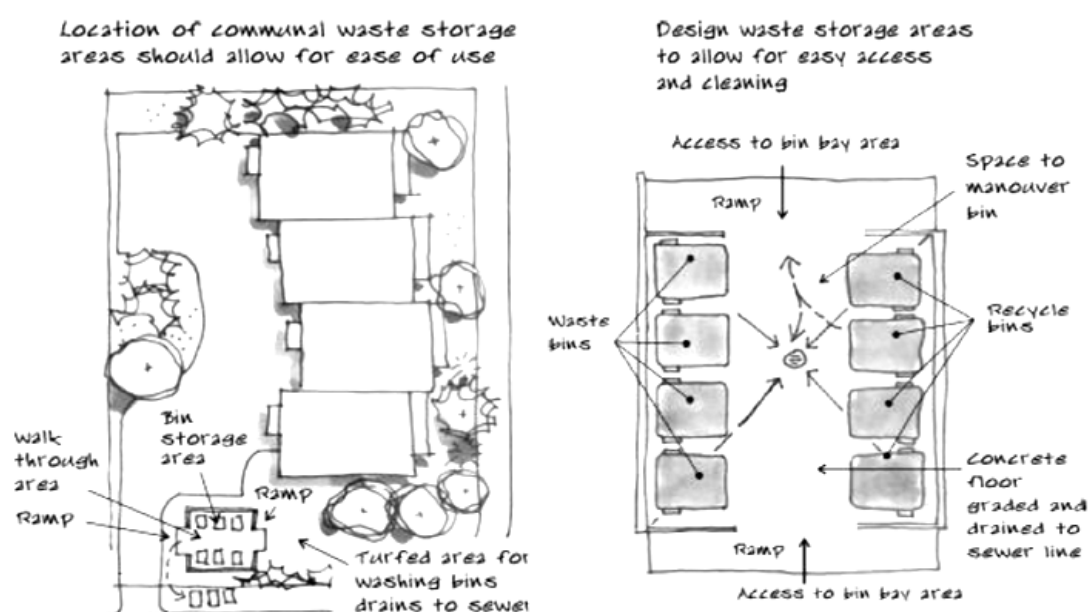 Location of communal waste storage
areas should allow for ease of use
Bin
storage
area
Walk
through
area
Ramp
Ramp
Turfed area for
washing bins
drains to sewer
Design waste storage areas
to allow for easy access
and cleaning
Access to bin bay area
Ramp
Space to
manouver
bin
Waste
bins
Recycle
bins
Concrete
floor
graded and
drained to
sewer line
Ramp
Access to bin bay area